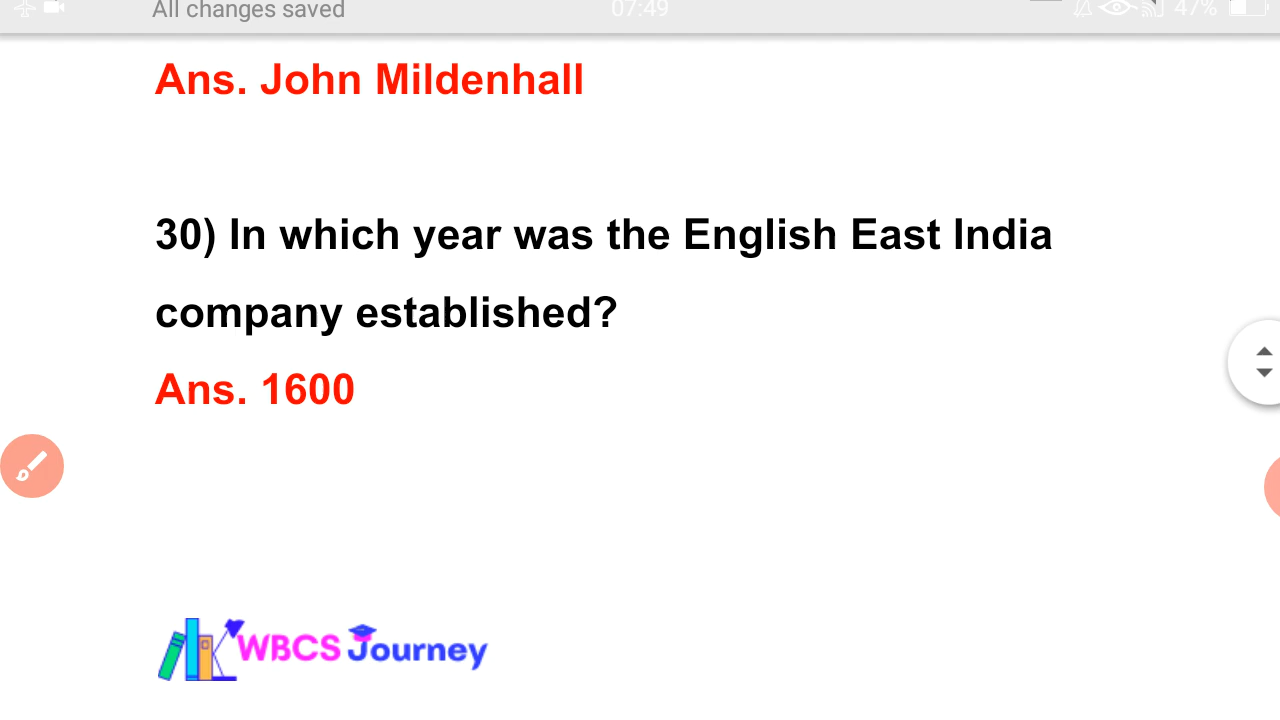 All changes saved
07:49
47%
Ans. John Mildenhall
30) In which year was the English East India
company established?
Ans. 1600
WBCS Journey